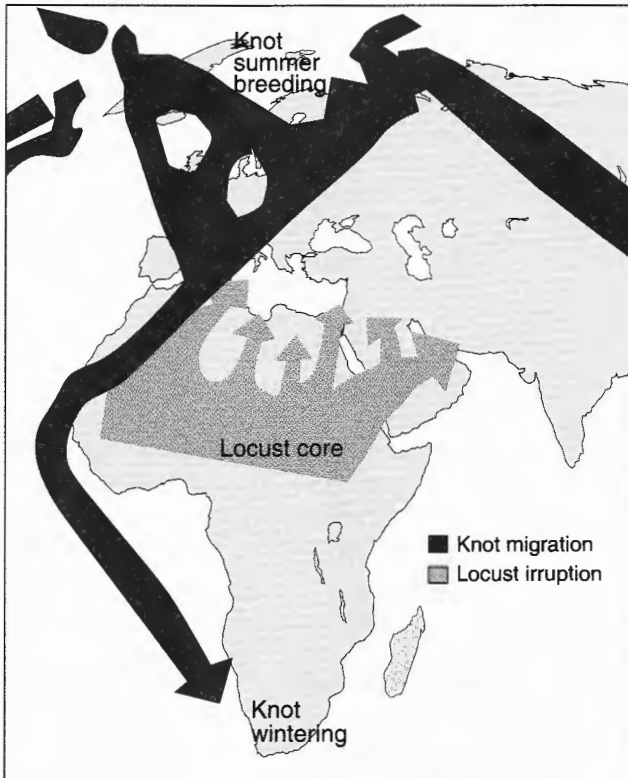 Knot
summer
breeding
Locust core
Knot migration
Locust irruption
Knot
wintering